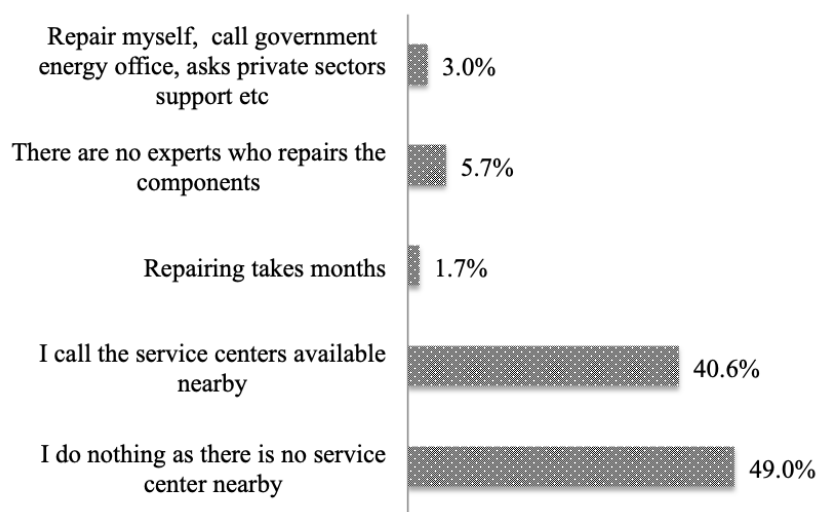 Repair myself, call government
energy office, asks private sectors
support etc
3.0%
There are no experts who repairs the
components
5.7%
Repairing takes months
1.7%
I call the service centers available
nearby
40.6%
I do nothing as there is no service
center nearby
49.0%